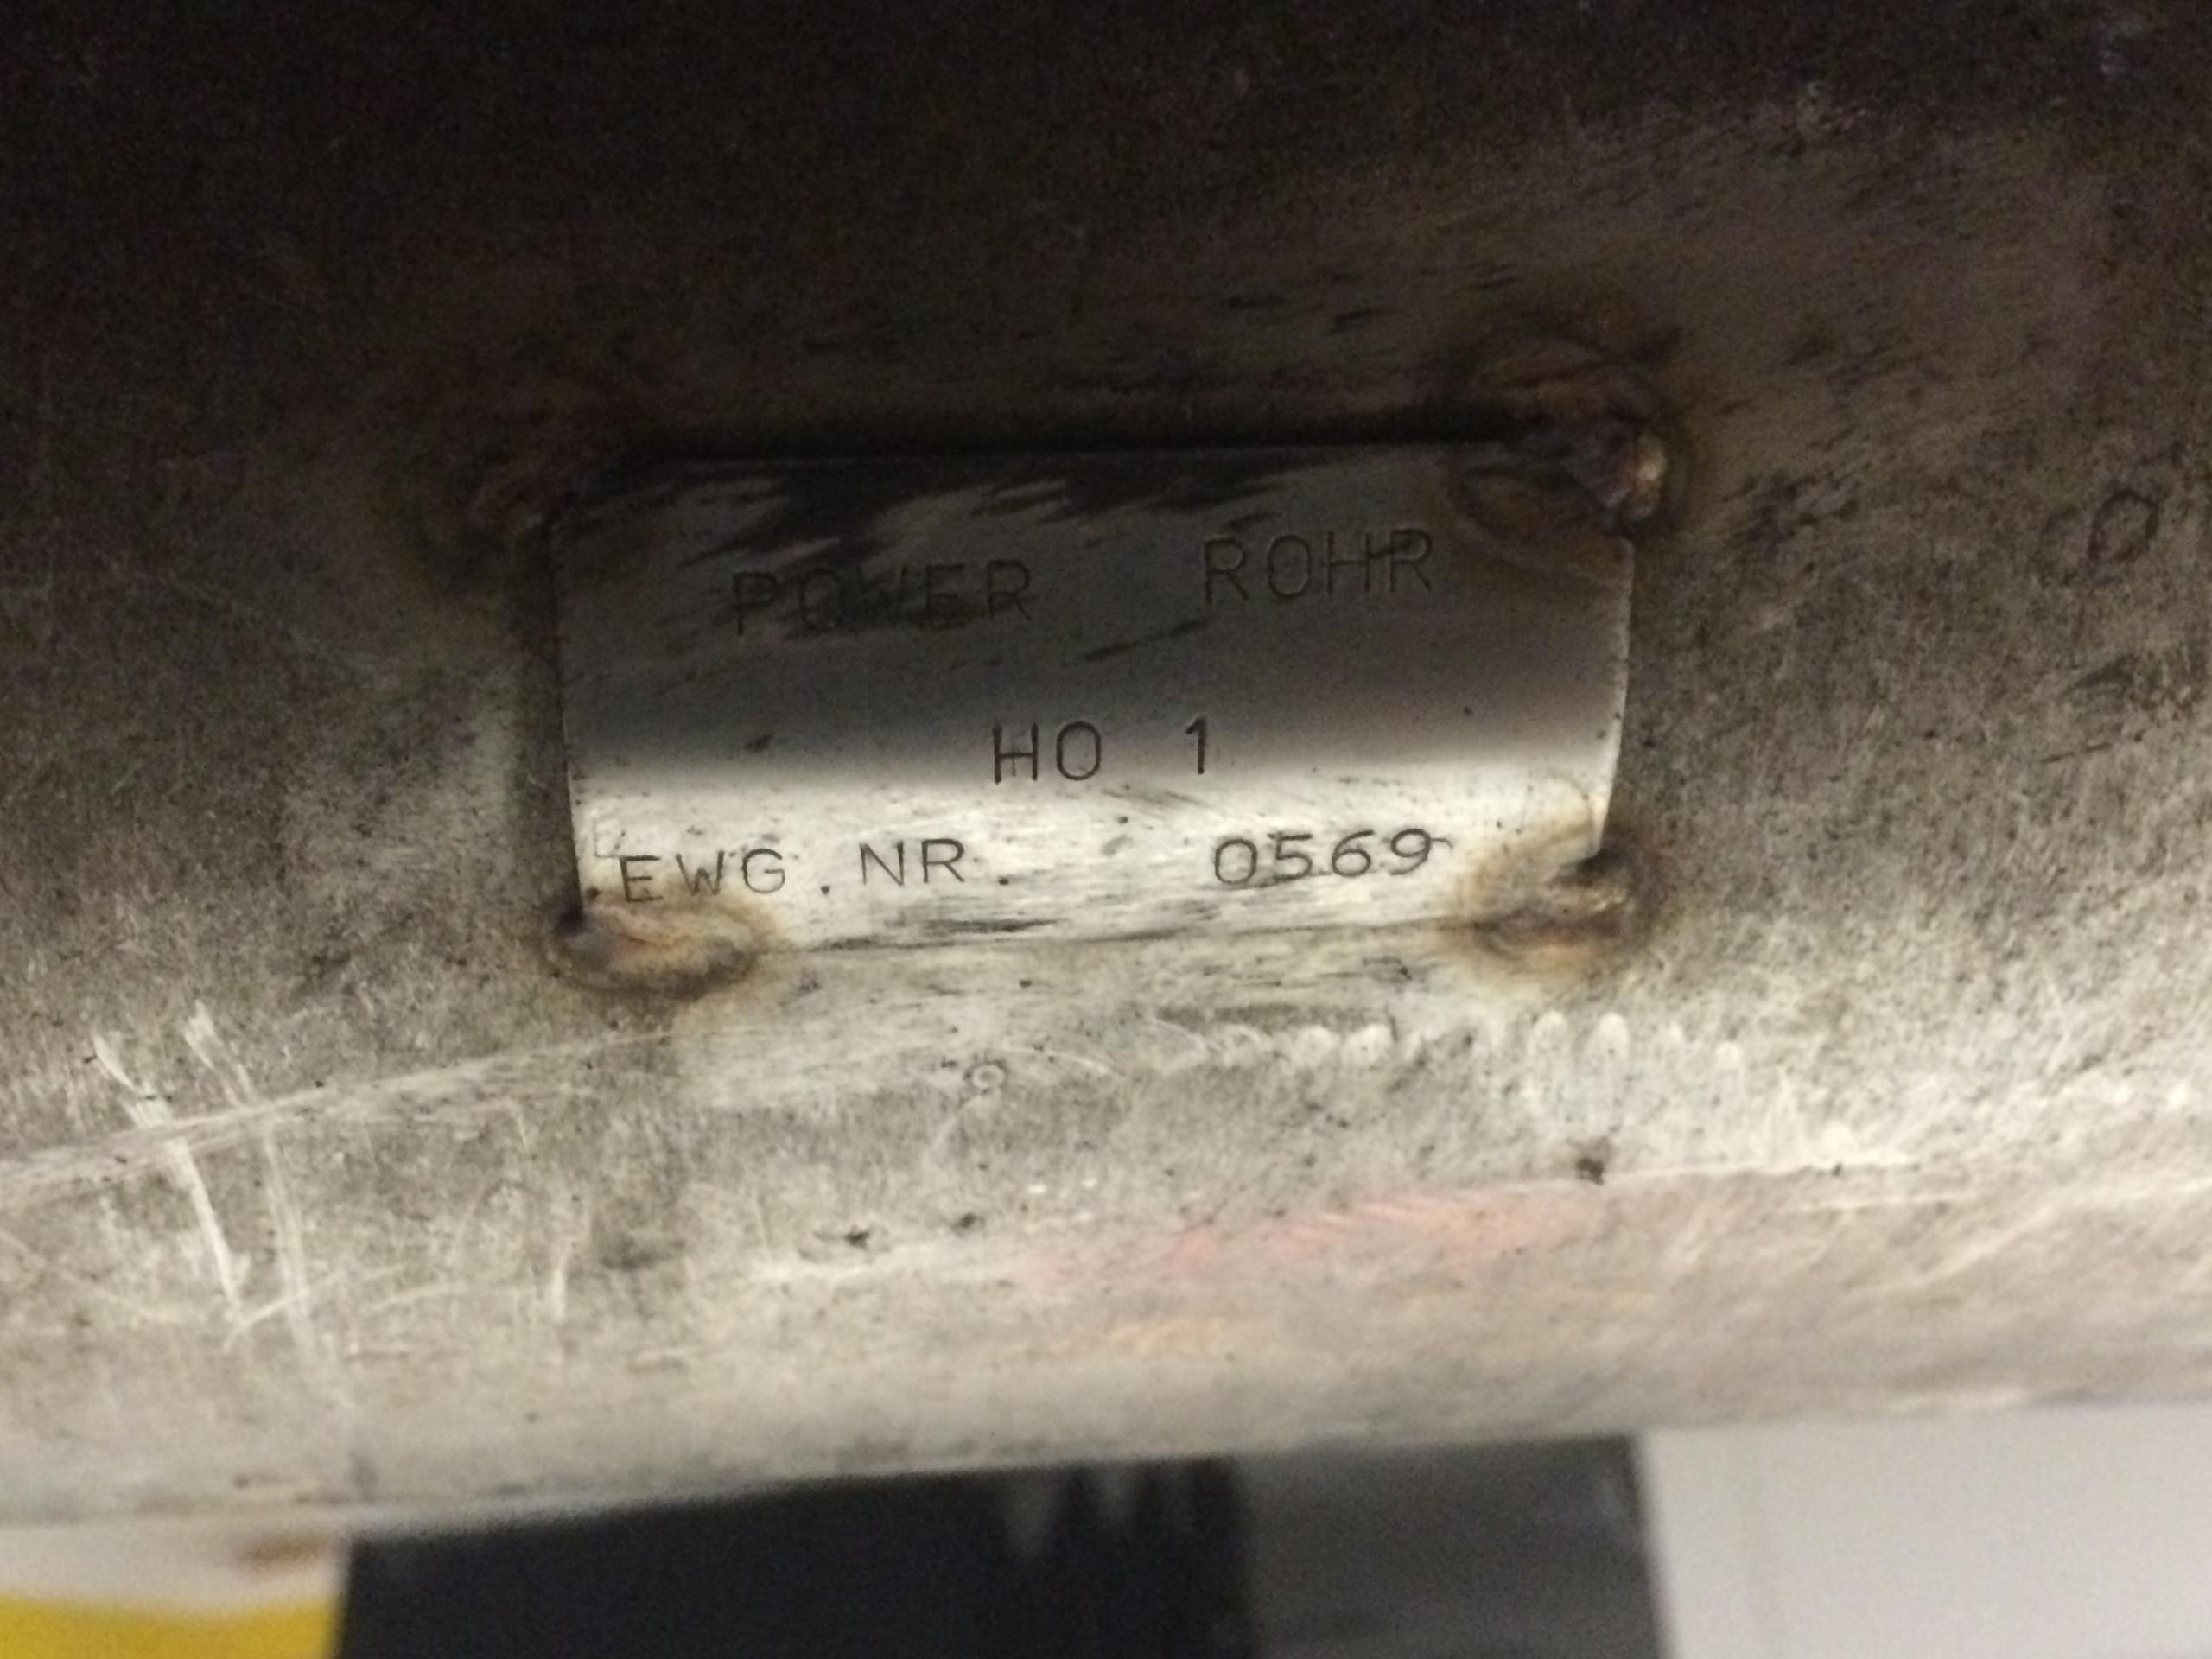 POWER ROHR
HO 1
EWG.NR. 0569